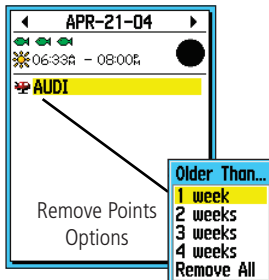 APR-21-04
06:33A - 08:00P
AUDI
Remove Points
Options
Older Than...
1 week
2 weeks
3 weeks
4 weeks
Remove All